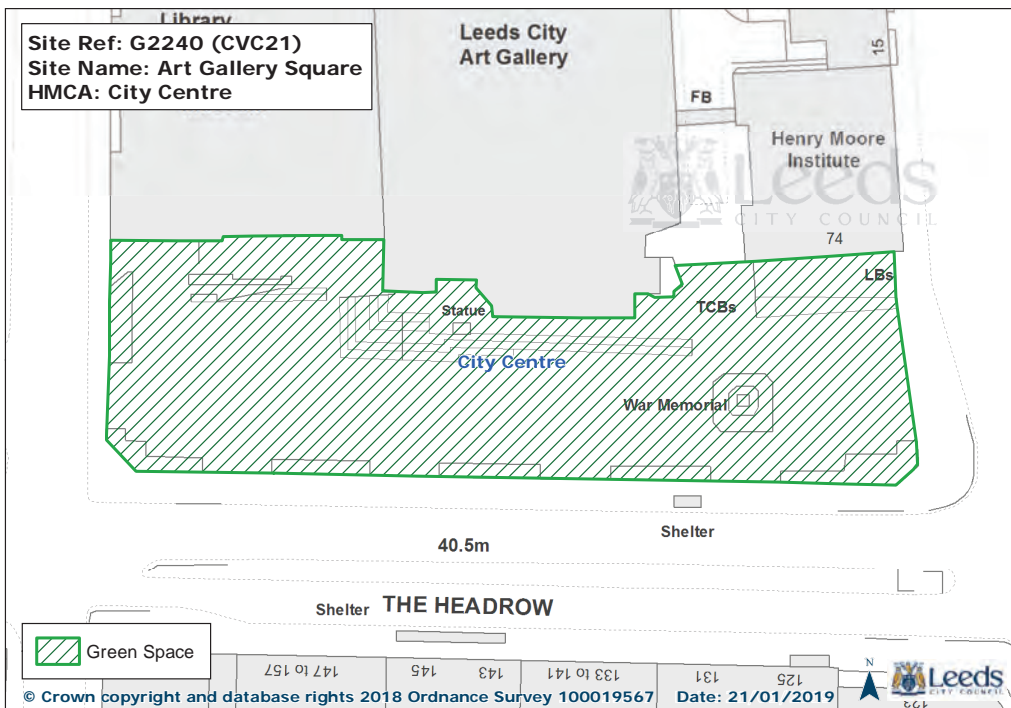 Library
Site Ref: G2240 (CVC21)
Site Name: Art Gallery Square
HMCA: City Centre
Leeds City
Art Gallery
15
FB
Henry Moore
Institute
Leeds
CITY COUNCIL
74
LBs
TCBs
Statue
City Centre
War Memorial
Shelter
40.5m
Shelter
THE HEADROW
Green Space
147 to 157
145
143
133 to 141
131
125
N
Leeds
CITY COUNCIL
© Crown copyright and database rights 2018 Ordnance Survey 100019567
Date: 21/01/2019